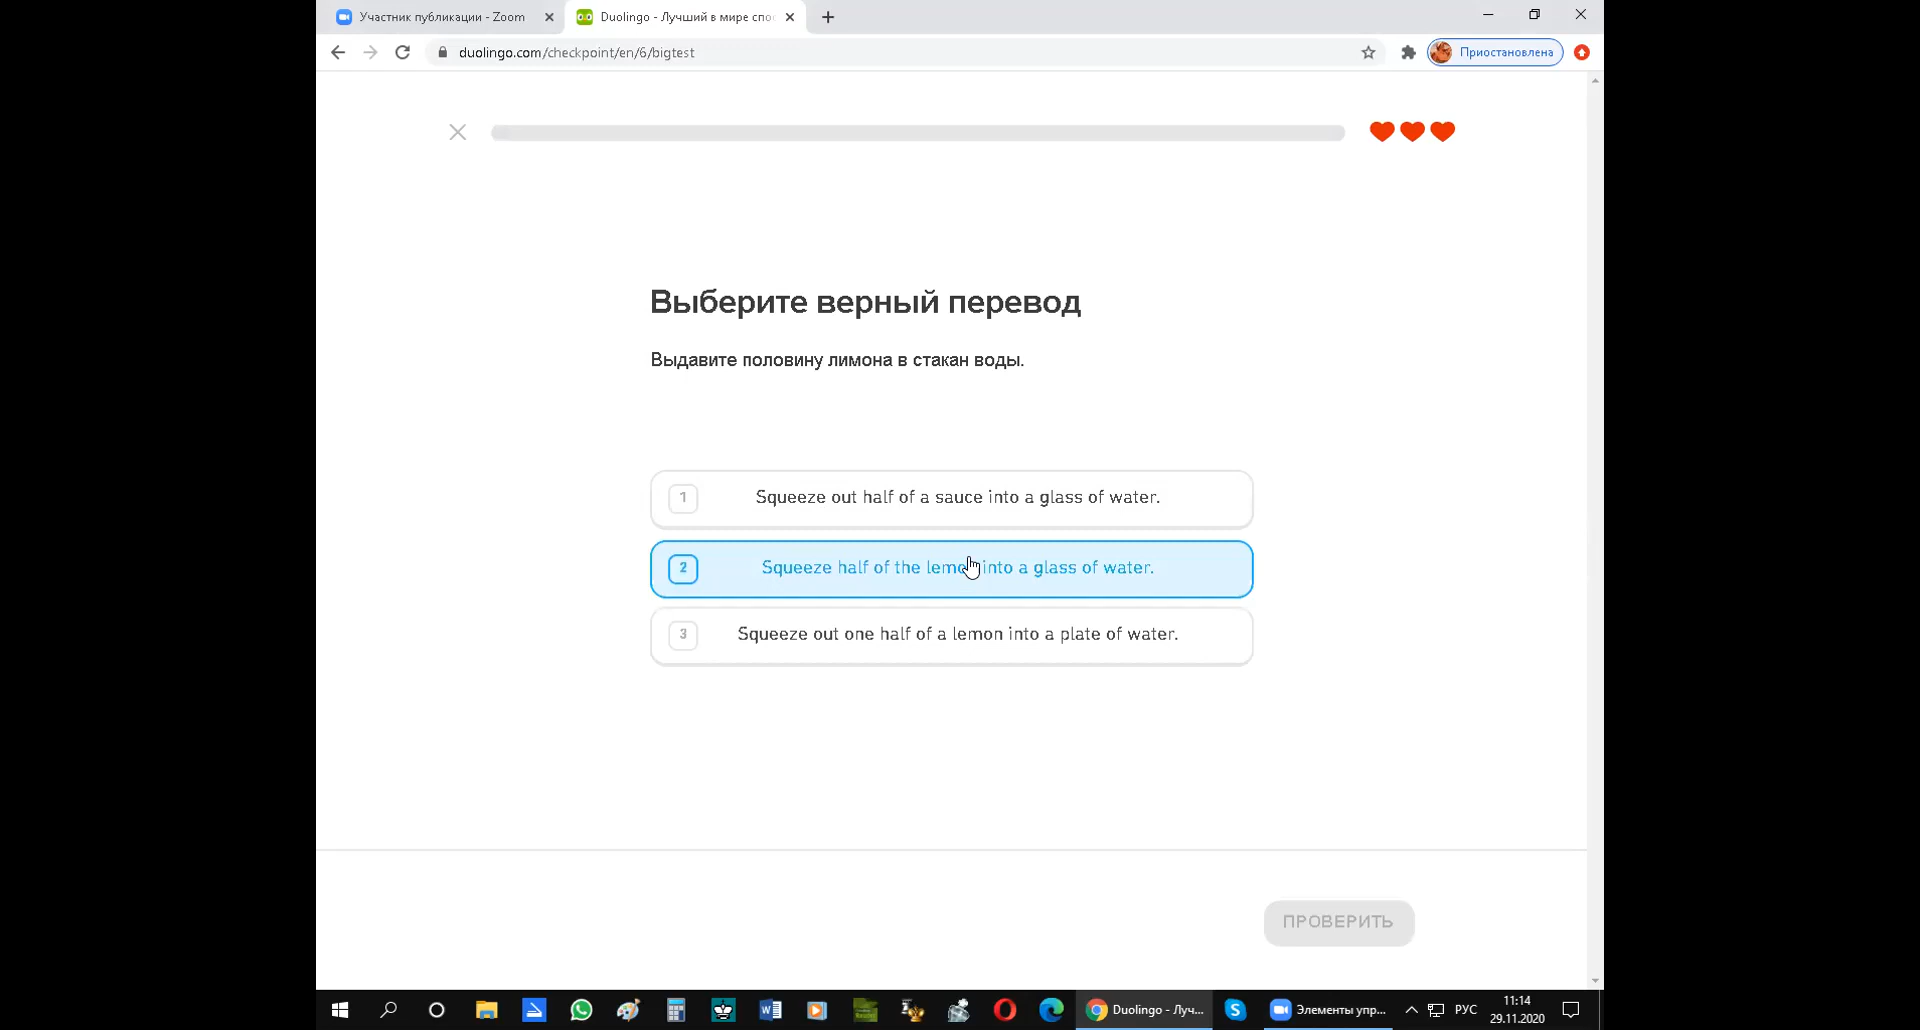 Участник публикации - Zoom
Duolingo - Лучший в мире спо
duolingo.com/checkpoint/en/6/bigtest
Приостановлена
Выберите верный перевод
Выдавите половину лимона в стакан воды.
1 Squeeze out half of a sauce into a glass of water.
2 Squeeze half of the lemon into a glass of water.
3 Squeeze out one half of a lemon into a plate of water.
ПРОВЕРИТЬ
Duolingo - Луч...
Элементы упр...
РУС
11:14
29.11.2020